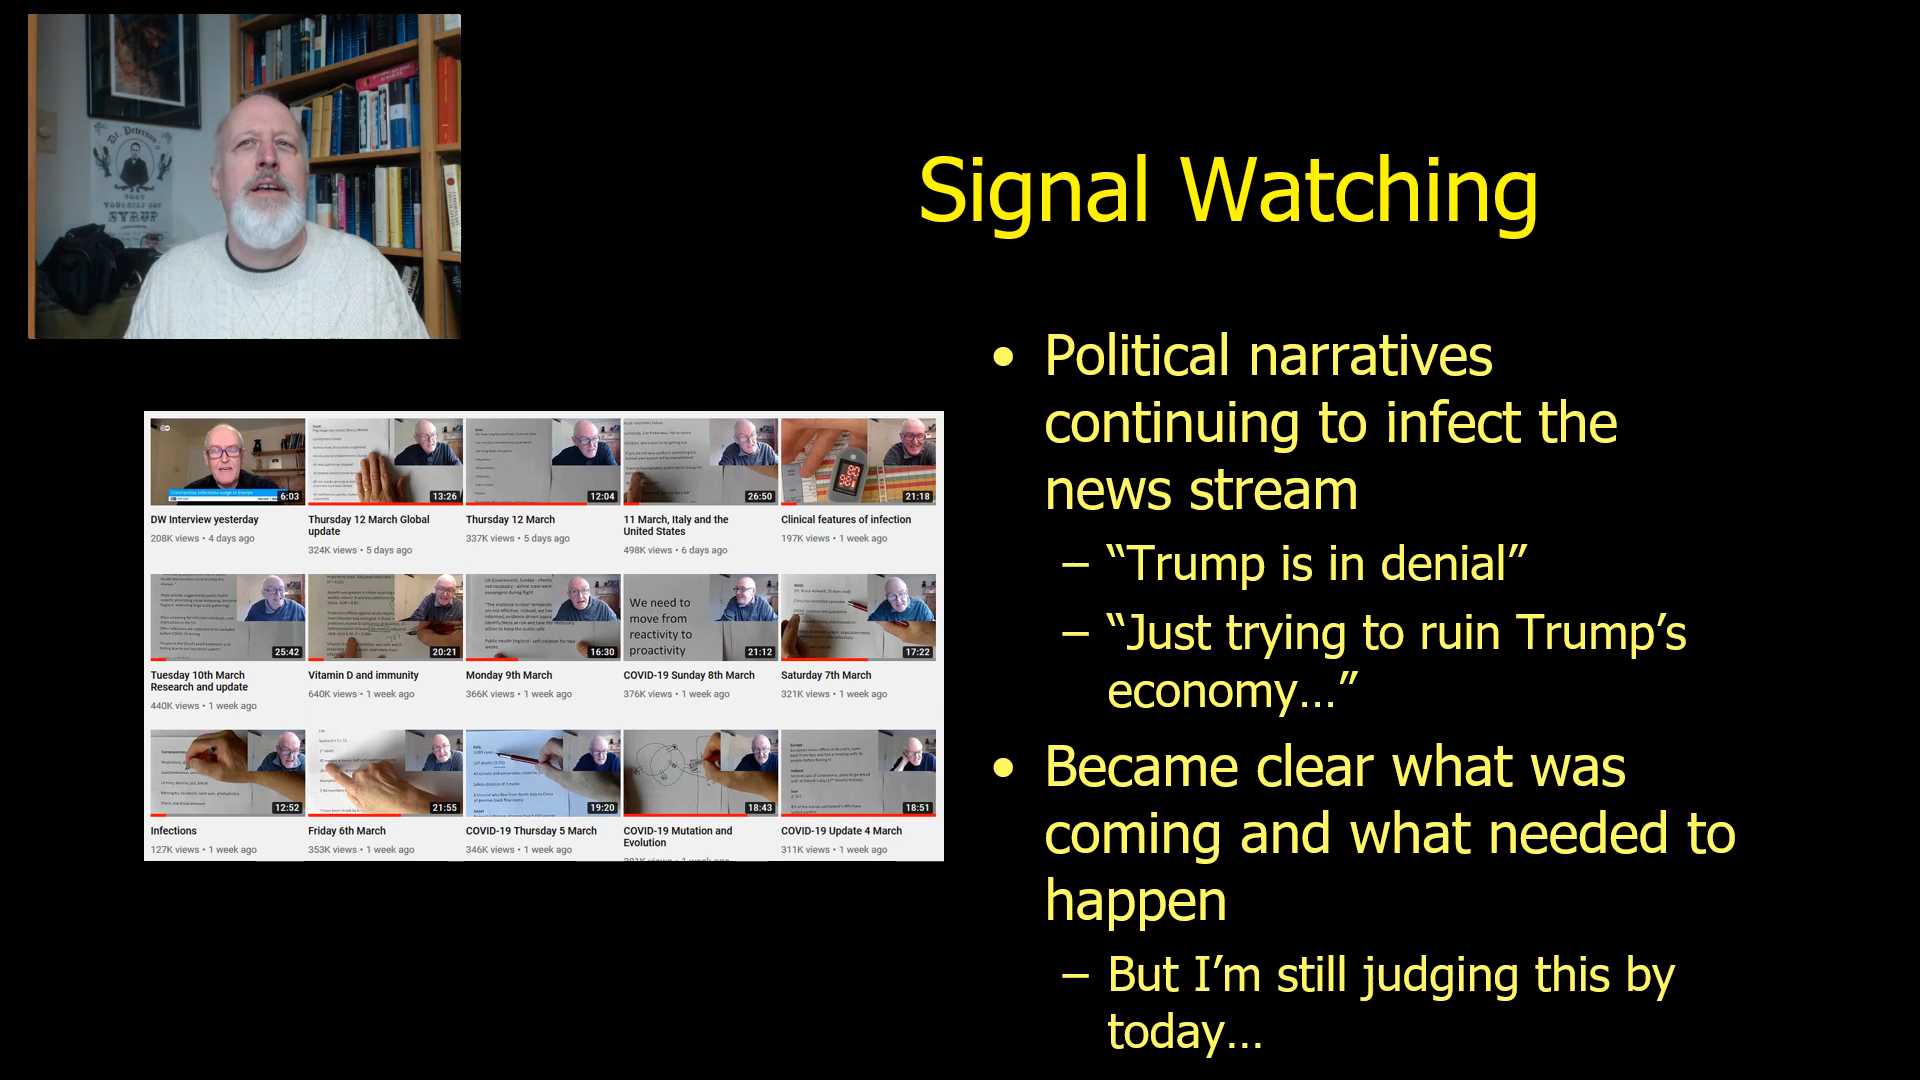 Dr. Peterson's
SORT
YOURSELF OUT
SYRUP
Signal Watching
• Political narratives
continuing to infect the
news stream
– “Trump is in denial”
– “Just trying to ruin Trump’s
economy...”
• Became clear what was
coming and what needed to
happen
– But I’m still judging this by
today...
6:03
13:26
12:04
26:50
21:18
DW Interview yesterday
208K views • 4 days ago
Thursday 12 March Global
update
324K views • 5 days ago
Thursday 12 March
337K views • 5 days ago
11 March, Italy and the
United States
498K views • 6 days ago
Clinical features of infection
197K views • 1 week ago
We need to
move from
reactivity to
proactivity
25:42
20:21
16:30
21:12
17:22
Tuesday 10th March
Research and update
440K views • 1 week ago
Vitamin D and immunity
640K views • 1 week ago
Monday 9th March
366K views • 1 week ago
COVID-19 Sunday 8th March
376K views • 1 week ago
Saturday 7th March
321K views • 1 week ago
12:52
21:55
19:20
18:43
18:51
Infections
127K views • 1 week ago
Friday 6th March
353K views • 1 week ago
COVID-19 Thursday 5 March
346K views • 1 week ago
COVID-19 Mutation and
Evolution
COVID-19 Update 4 March
311K views • 1 week ago